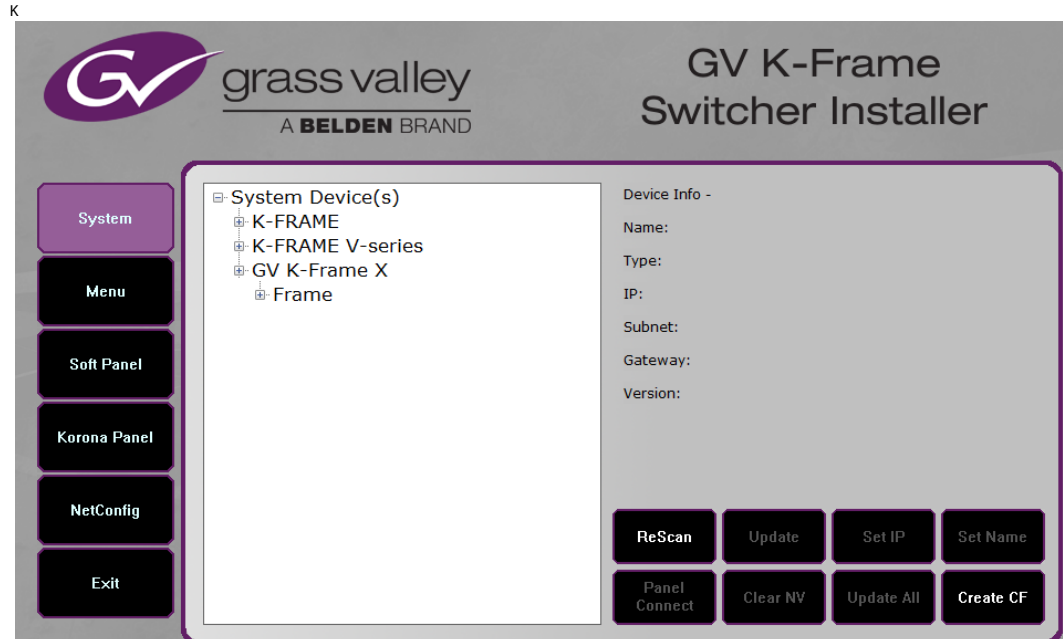 K
GV grass valley
A BELDEN BRAND
GV K-Frame
Switcher Installer
System
Menu
Soft Panel
Korona Panel
NetConfig
Exit
System Device(s)
K-FRAME
K-FRAME V-series
GV K-Frame X
Frame
Device Info -
Name:
Type:
IP:
Subnet:
Gateway:
Version:
ReScan
Update
Set IP
Set Name
Panel
Connect
Clear NV
Update All
Create CF